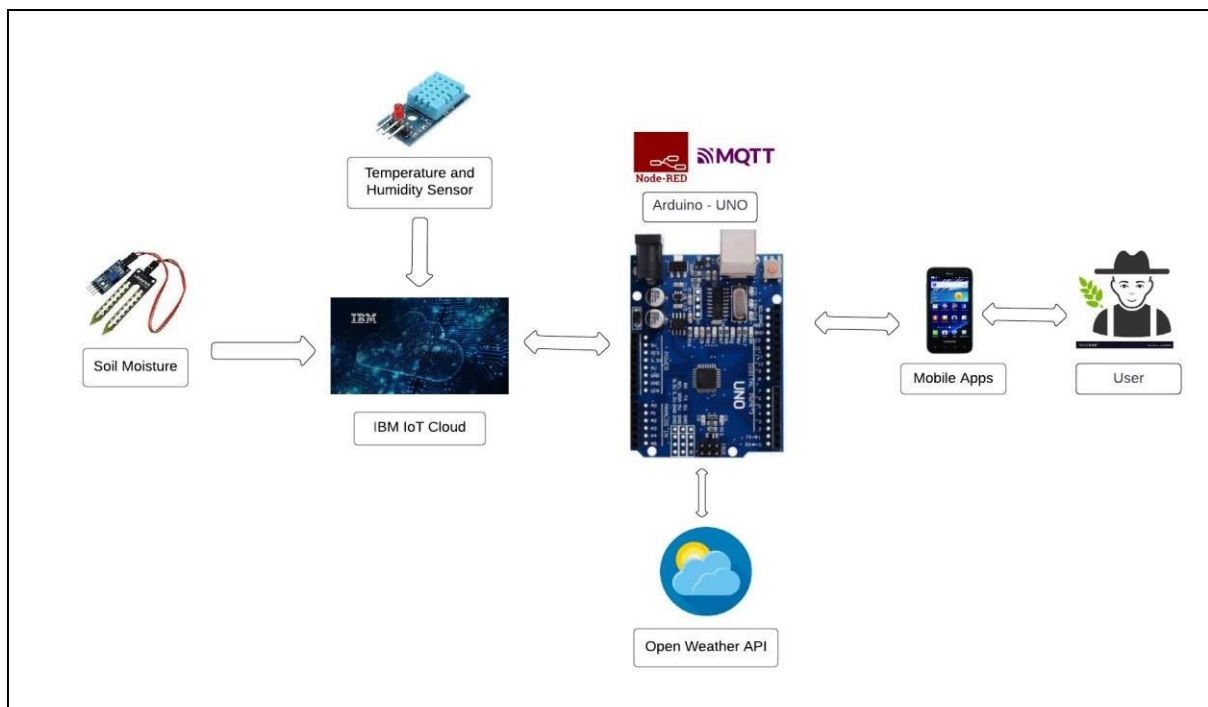 Temperature and
Humidity Sensor
Node-RED
MQTT
Arduino - UNO
Soil Moisture
IBM
IBM IoT Cloud
UNO
Mobile Apps
User
Open Weather API